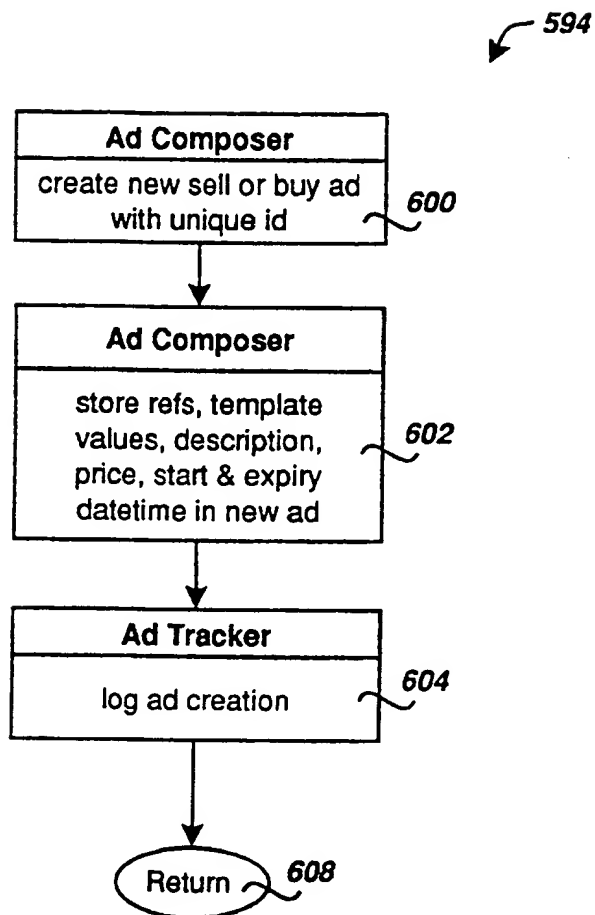 594
Ad Composer
create new sell or buy ad
with unique id
600
Ad Composer
store refs, template
values, description,
price, start & expiry
datetime in new ad
602
Ad Tracker
log ad creation
604
Return
608